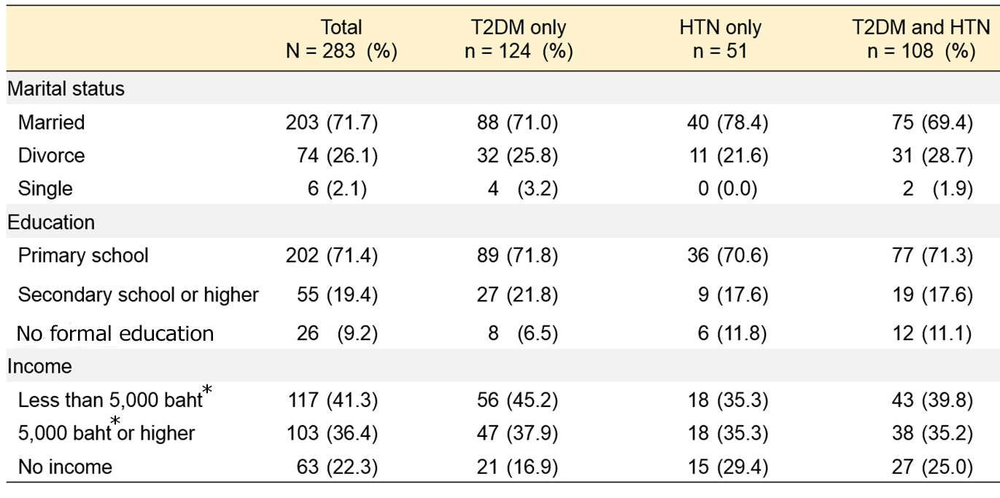 Total T2DM only HTN only T2DM and HTN
N = 283 (%) n = 124 (%) n = 51 n = 108 (%)
Marital status
Married 203 (71.7) 88 (71.0) 40 (78.4) 75 (69.4)
Divorce 74 (26.1) 32 (25.8) 11 (21.6) 31 (28.7)
Single 6 (2.1) 4 (3.2) 0 (0.0) 2 (1.9)
Education
Primary school 202 (71.4) 89 (71.8) 36 (70.6) 77 (71.3)
Secondary school or higher 55 (19.4) 27 (21.8) 9 (17.6) 19 (17.6)
No formal education 26 (9.2) 8 (6.5) 6 (11.8) 12 (11.1)
Income
Less than 5,000 baht* 117 (41.3) 56 (45.2) 18 (35.3) 43 (39.8)
5,000 baht* or higher 103 (36.4) 47 (37.9) 18 (35.3) 38 (35.2)
No income 63 (22.3) 21 (16.9) 15 (29.4) 27 (25.0)